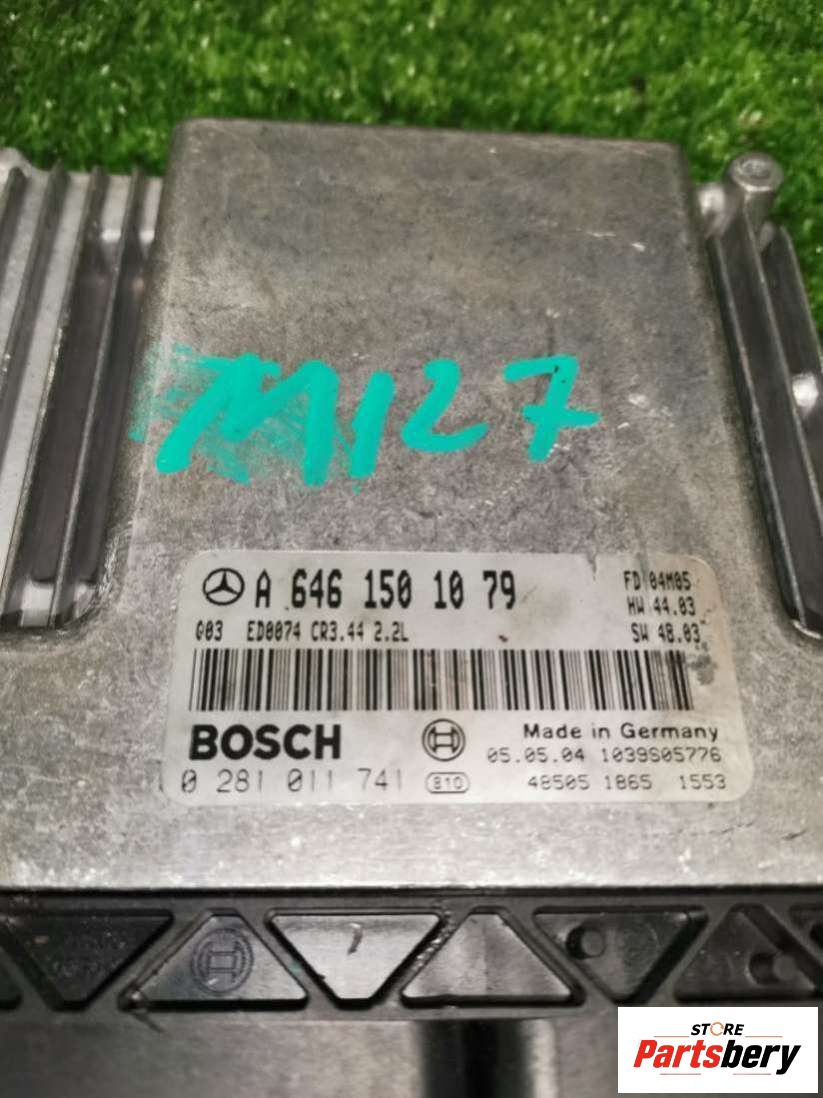 M127
A 646 150 10 79
FD 04M05
HW 44.03
G03 ED0074 CR3.44 2.2L
SW 48.03
BOSCH
Made in Germany
05.05.04 1039S05776
0 281 011 741 810
48505 1865 1553
STORE
Partsbery